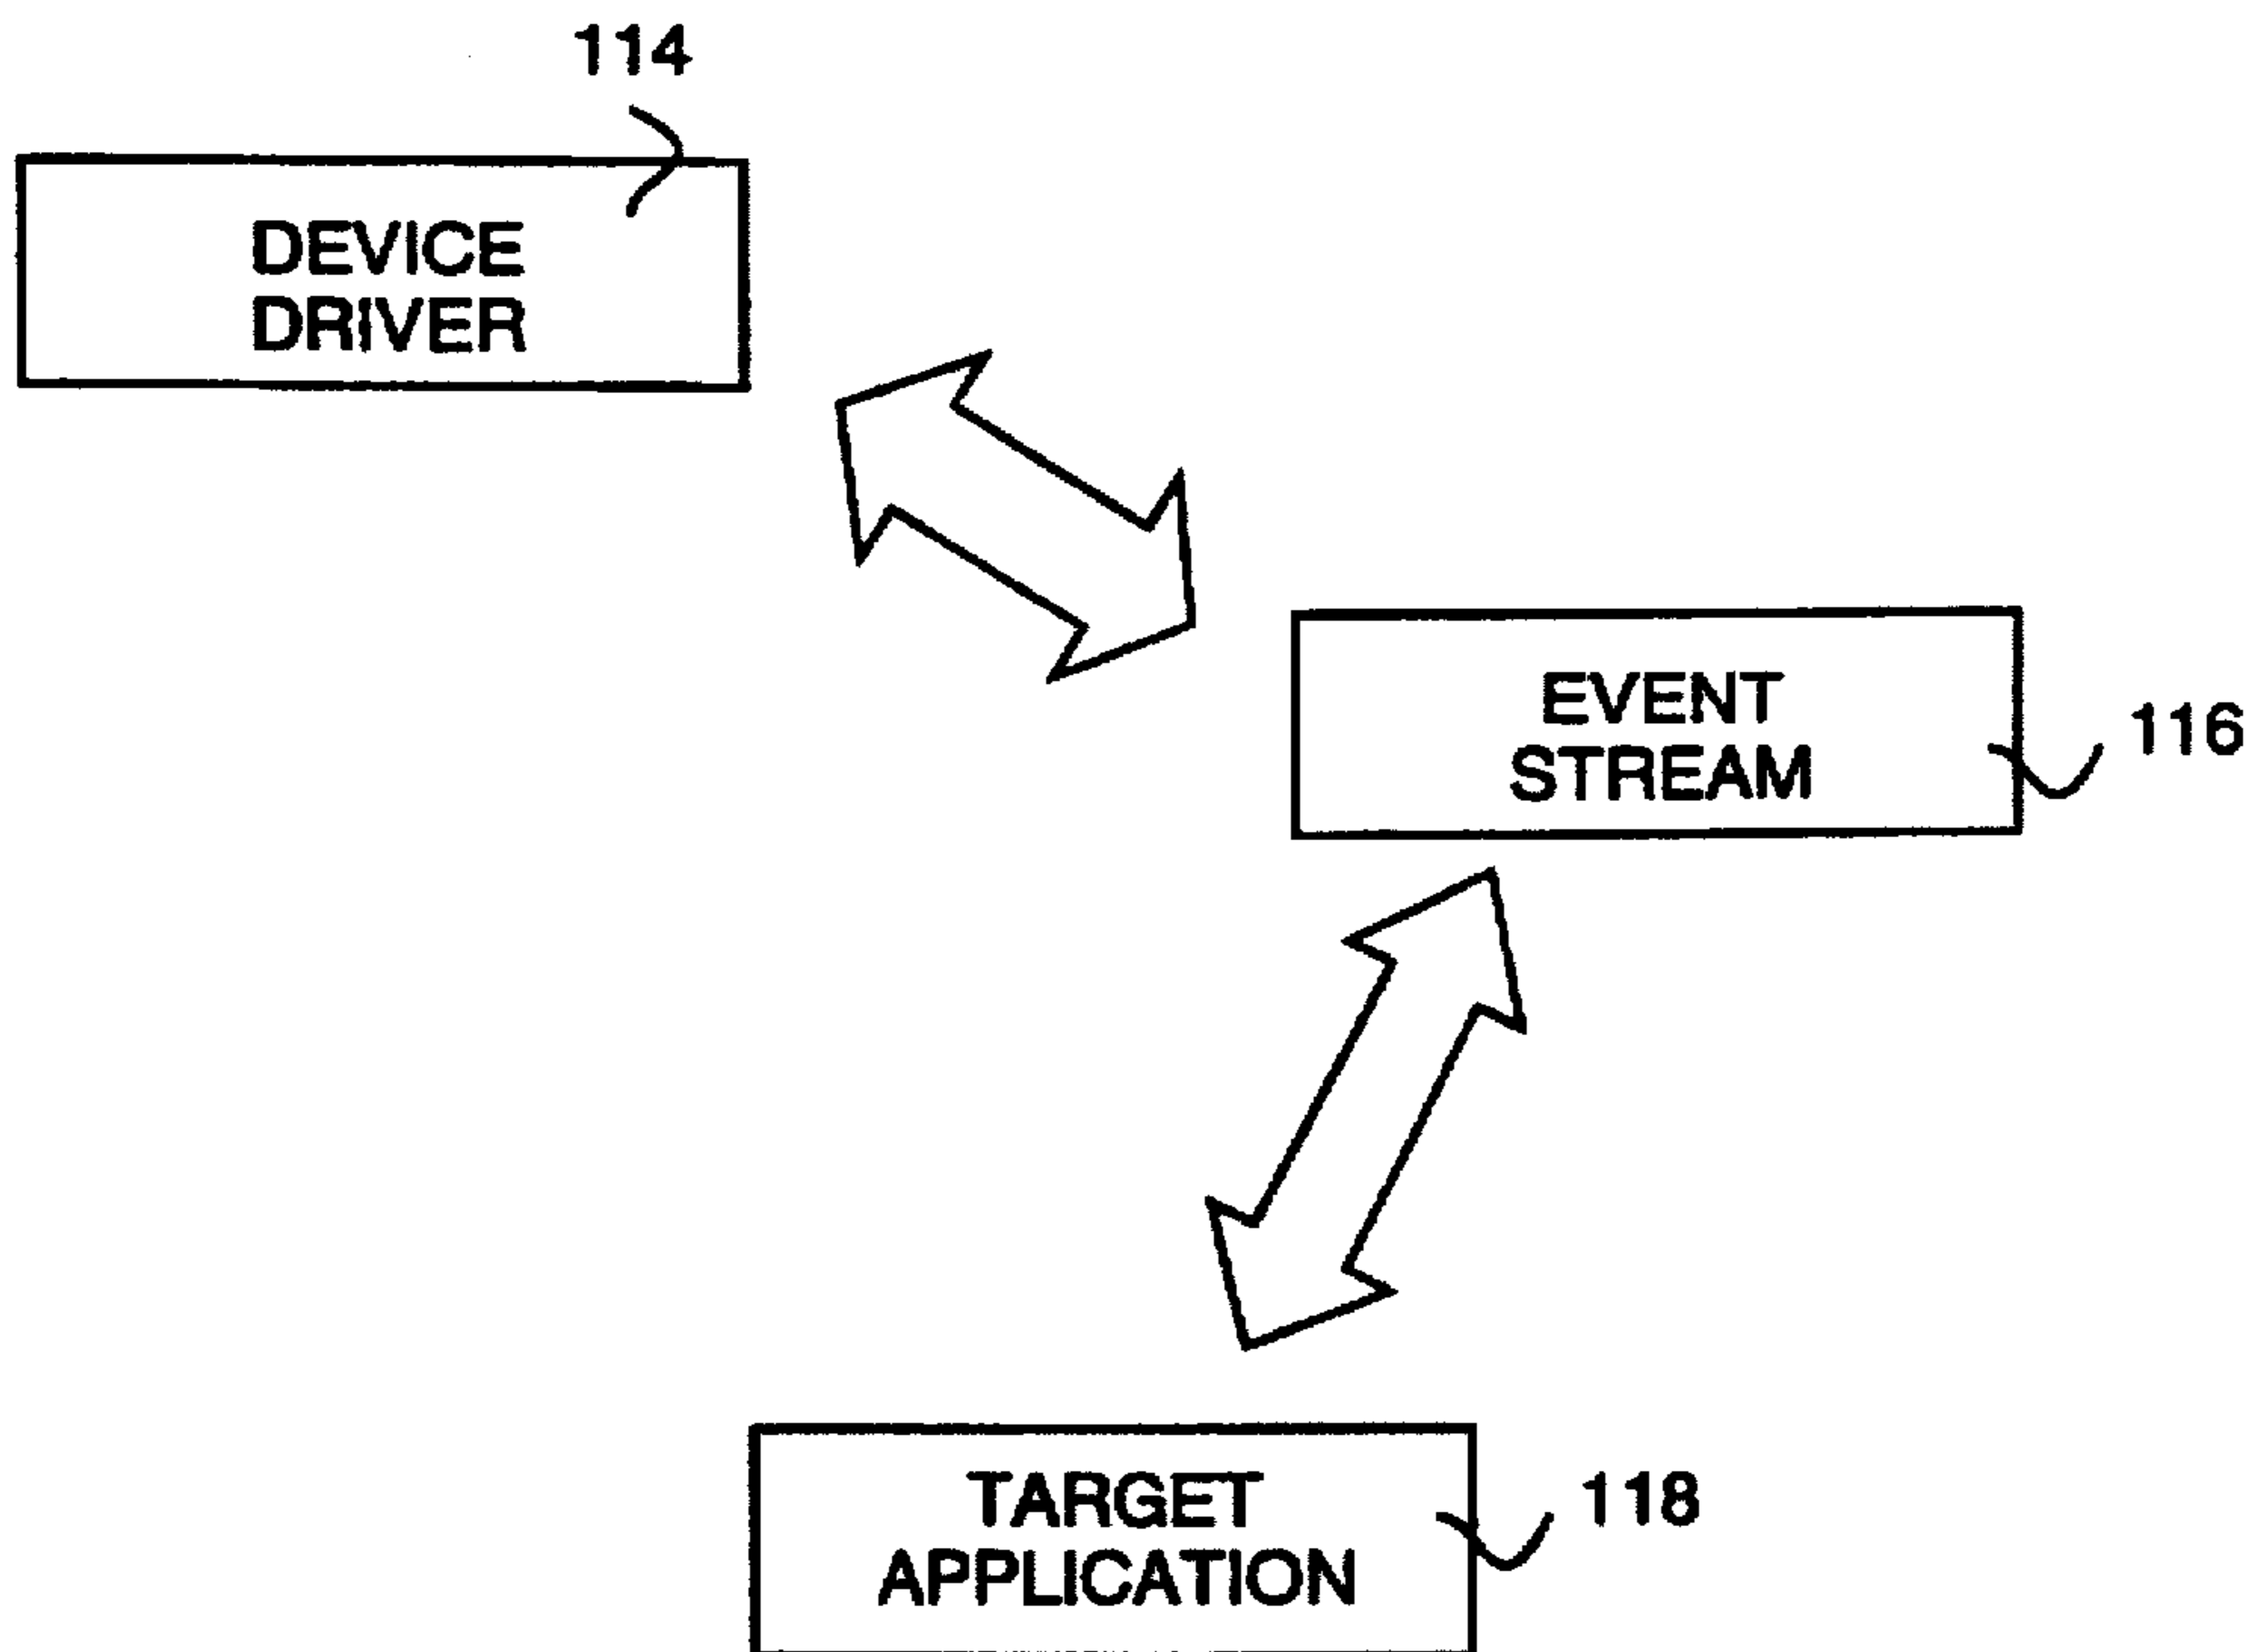 114
DEVICE
DRIVER
EVENT
STREAM
116
TARGET
APPLICATION
118